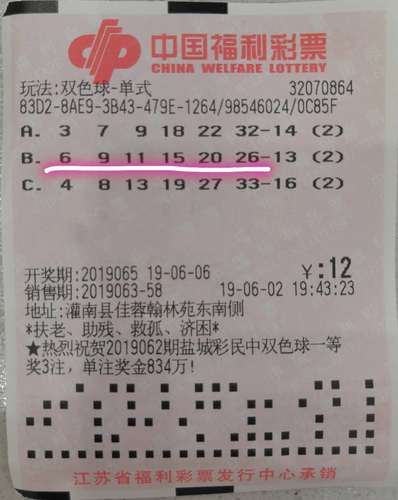 中国福利彩票
CHINA WELFARE LOTTERY
玩法:双色球-单式 32070864
83D2-8AE9-3B43-479E-1264/98546024/0C85F
A. 3 7 9 18 22 32-14 (2)
B. 6 9 11 15 20 26-13 (2)
C. 4 8 13 19 27 33-16 (2)
开奖期:2019065 19-06-06 ¥:12
销售期:2019063-58 19-06-02 19:43:23
地址:灌南县佳蓉翰林苑东南侧
*扶老、助残、救孤、济困*
★热烈祝贺2019062期盐城彩民中双色球一等
奖3注，单注奖金834万!
江苏省福利彩票发行中心承销